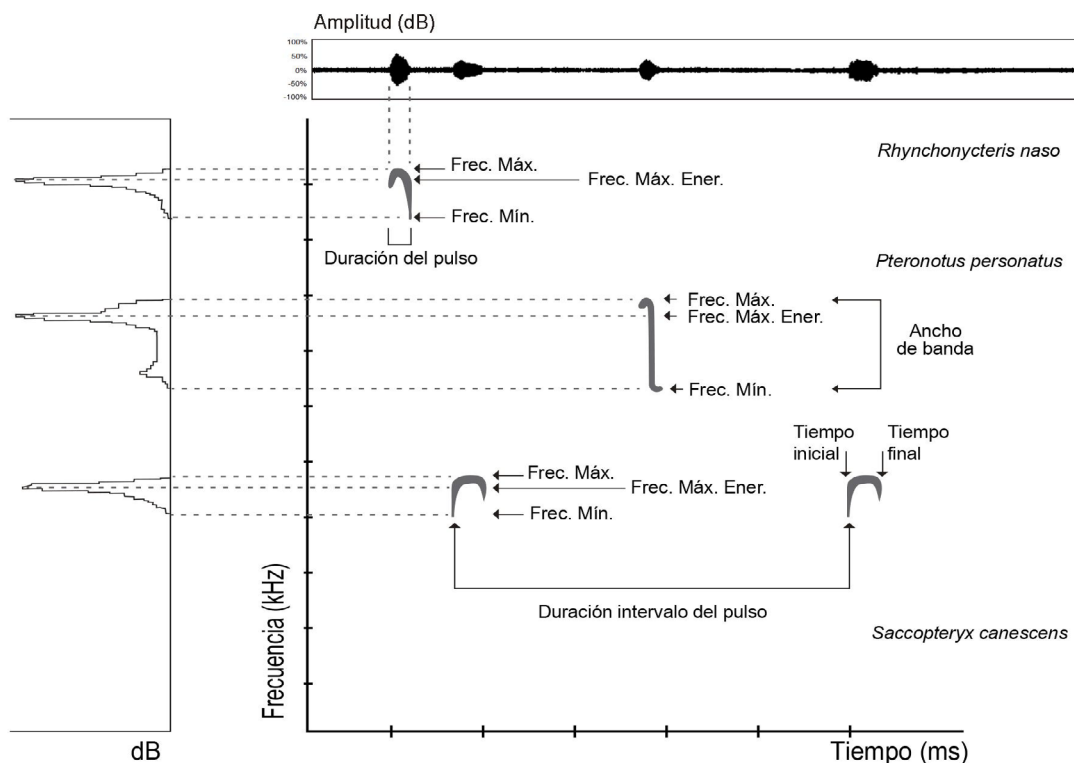 Amplitud (dB)
100%
50%
0%
-50%
-100%
Rhynchonycteris naso
Frec. Máx.
Frec. Máx. Ener.
Frec. Mín.
Duración del pulso
Pteronotus personatus
Frec. Máx.
Frec. Máx. Ener.
Frec. Mín.
Ancho
de banda
Tiempo
inicial
Tiempo
final
Frec. Máx.
Frec. Máx. Ener.
Frec. Mín.
Duración intervalo del pulso
Saccopteryx canescens
Frecuencia (kHz)
dB
Tiempo (ms)